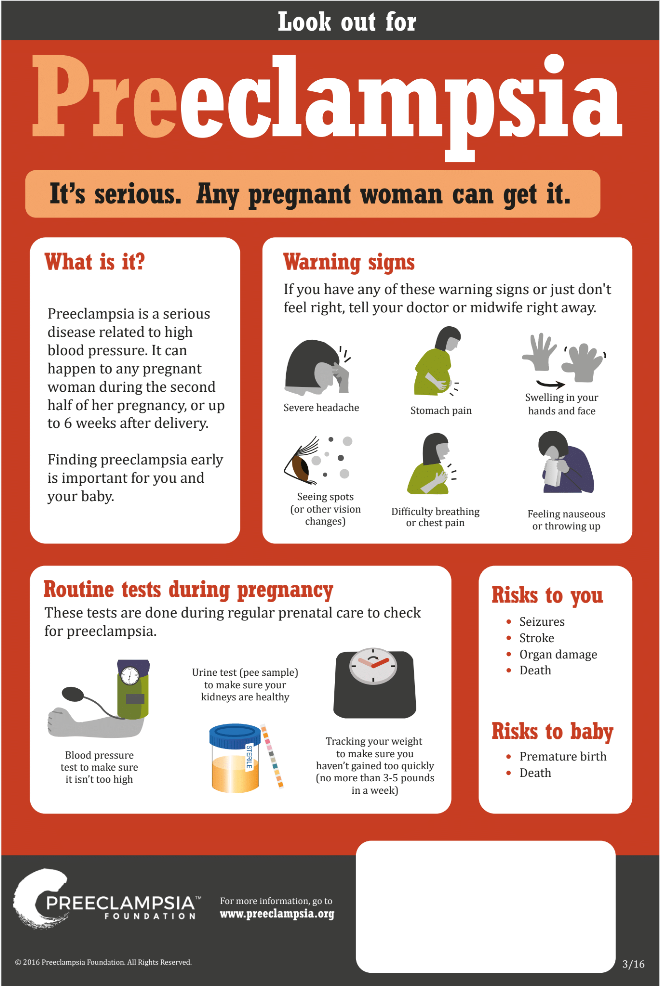 Look out for
Preeclampsia
It's serious. Any pregnant woman can get it.
What is it?
Preeclampsia is a serious
disease related to high
blood pressure. It can
happen to any pregnant
woman during the second
half of her pregnancy, or up
to 6 weeks after delivery.
Finding preeclampsia early
is important for you and
your baby.
Warning signs
If you have any of these warning signs or just don't
feel right, tell your doctor or midwife right away.
Severe headache
Stomach pain
Swelling in your
hands and face
Seeing spots
(or other vision
changes)
Difficulty breathing
or chest pain
Feeling nauseous
or throwing up
Routine tests during pregnancy
These tests are done during regular prenatal care to check
for preeclampsia.
Blood pressure
test to make sure
it isn't too high
Urine test (pee sample)
to make sure your
kidneys are healthy
STERILE
Tracking your weight
to make sure you
haven't gained too quickly
(no more than 3-5 pounds
in a week)
Risks to you
• Seizures
• Stroke
• Organ damage
• Death
Risks to baby
• Premature birth
• Death
PREECLAMPSIA™
FOUNDATION
For more information, go to
www.preeclampsia.org
© 2016 Preeclampsia Foundation. All Rights Reserved.
3/16